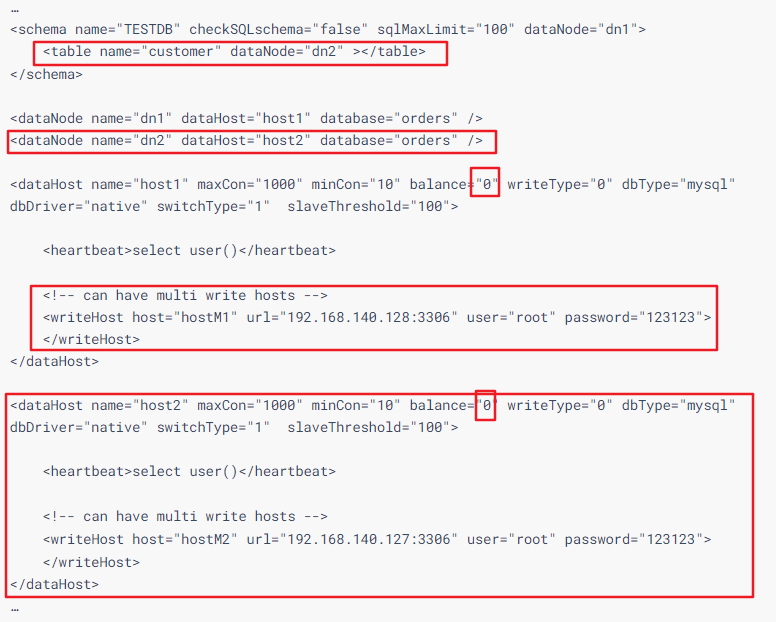 …
<schema name="TESTDB" checkSQLschema="false" sqlMaxLimit="100" dataNode="dn1">
<table name="customer" dataNode="dn2" ></table>
</schema>
<dataNode name="dn1" dataHost="host1" database="orders" />
<dataNode name="dn2" dataHost="host2" database="orders" />
<dataHost name="host1" maxCon="1000" minCon="10" balance="0" writeType="0" dbType="mysql"
dbDriver="native" switchType="1"  slaveThreshold="100">
<heartbeat>select user()</heartbeat>
<!-- can have multi write hosts -->
<writeHost host="hostM1" url="192.168.140.128:3306" user="root" password="123123">
</writeHost>
</dataHost>
<dataHost name="host2" maxCon="1000" minCon="10" balance="0" writeType="0" dbType="mysql"
dbDriver="native" switchType="1"  slaveThreshold="100">
<heartbeat>select user()</heartbeat>
<!-- can have multi write hosts -->
<writeHost host="hostM2" url="192.168.140.127:3306" user="root" password="123123">
</writeHost>
</dataHost>
…